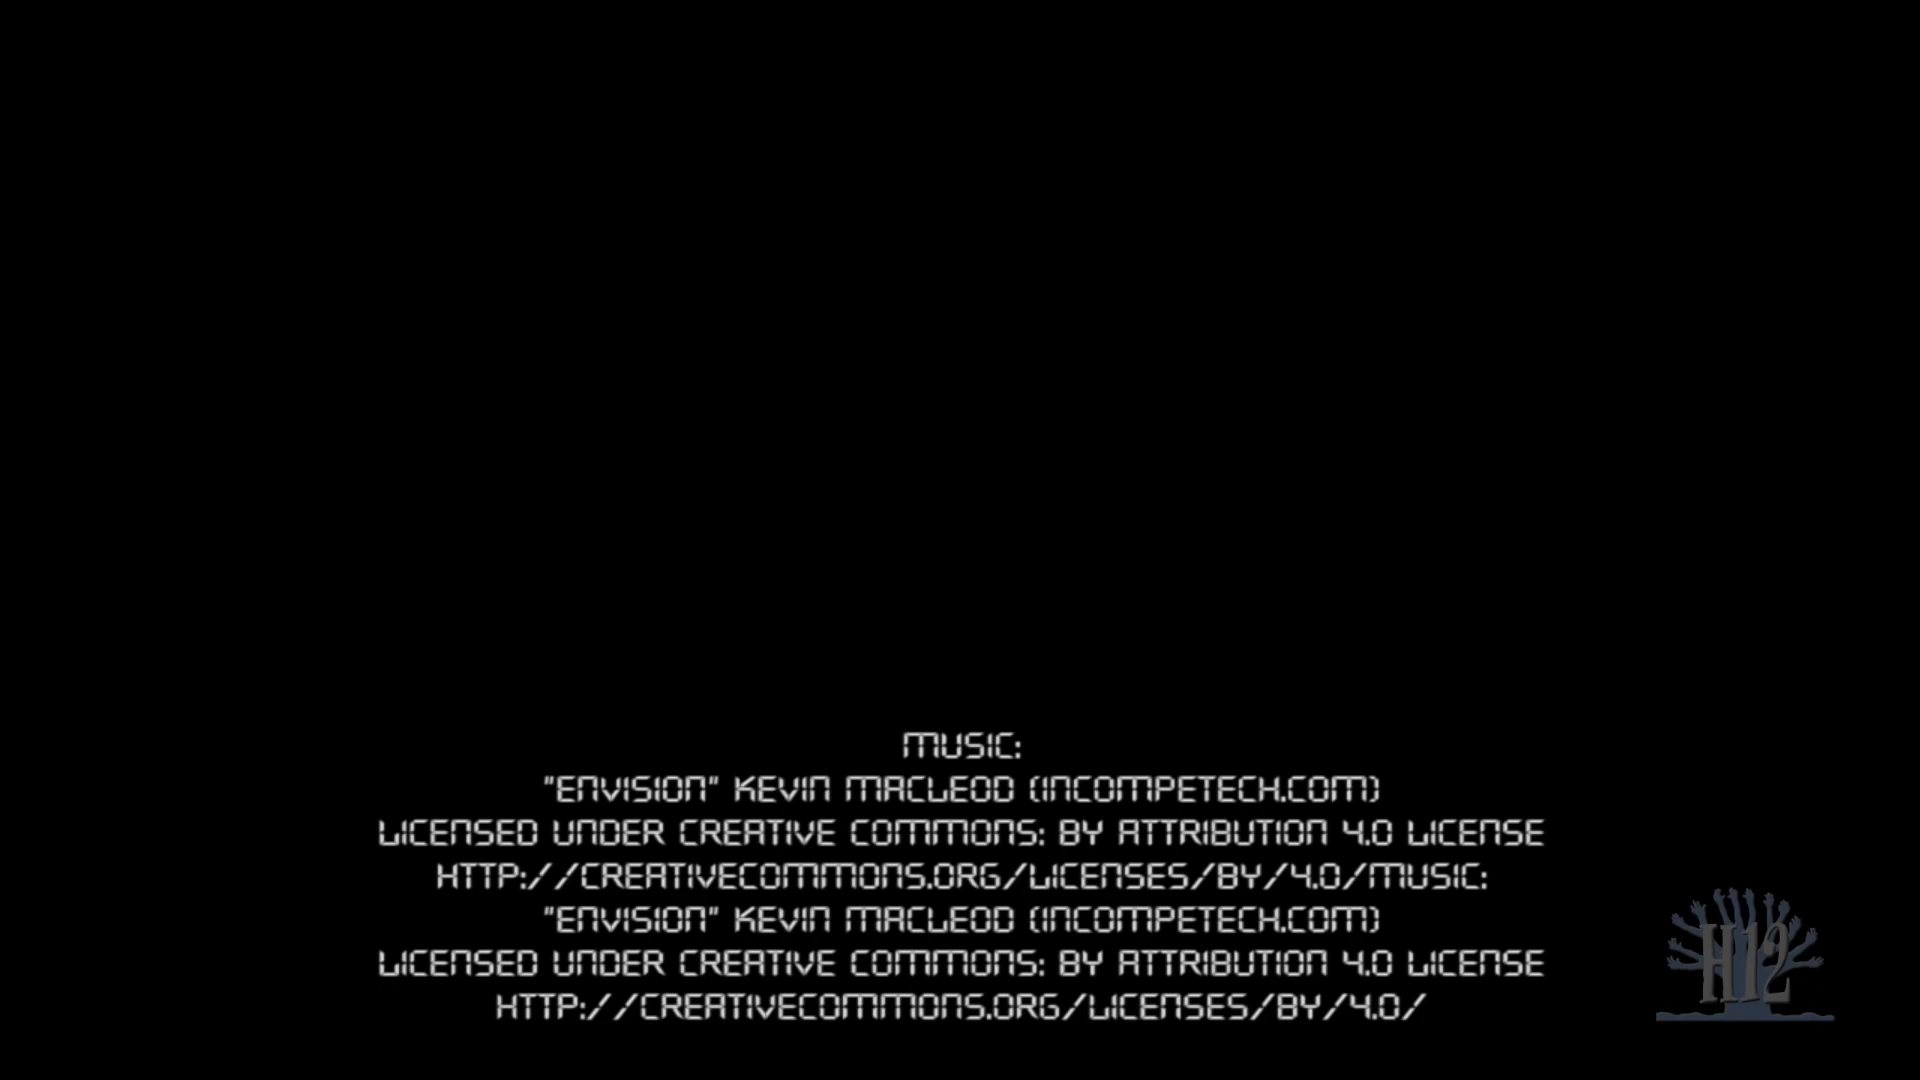 MUSIC:
"ENVISION" KEVIN MACLEOD (INCOMPETECH.COM)
LICENSED UNDER CREATIVE COMMONS: BY ATTRIBUTION 4.0 LICENSE
HTTP://CREATIVECOMMONS.ORG/LICENSES/BY/4.0/MUSIC:
"ENVISION" KEVIN MACLEOD (INCOMPETECH.COM)
LICENSED UNDER CREATIVE COMMONS: BY ATTRIBUTION 4.0 LICENSE
HTTP://CREATIVECOMMONS.ORG/LICENSES/BY/4.0/
H12